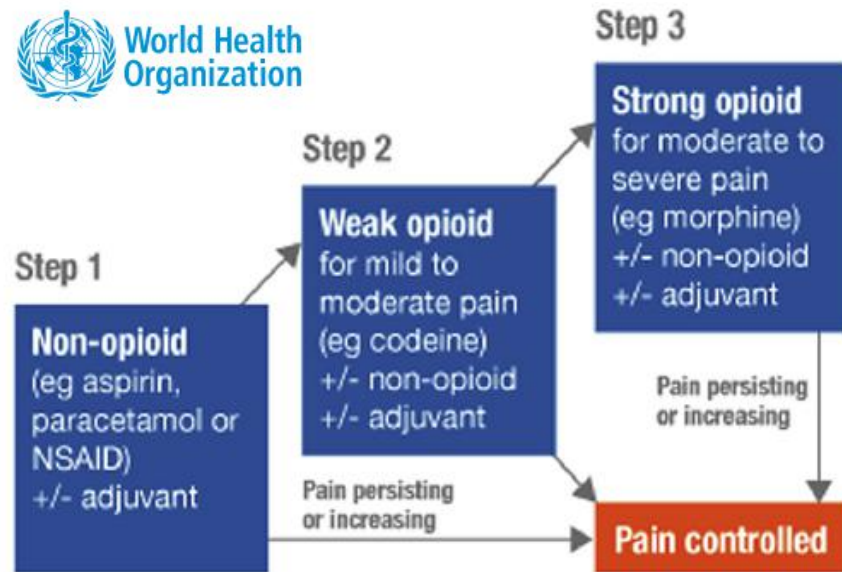 World Health
Organization
Step 1
Non-opioid
(eg aspirin,
paracetamol or
NSAID)
+/- adjuvant
Step 2
Weak opioid
for mild to
moderate pain
(eg codeine)
+/- non-opioid
+/- adjuvant
Step 3
Strong opioid
for moderate to
severe pain
(eg morphine)
+/- non-opioid
+/- adjuvant
Pain persisting
or increasing
Pain persisting
or increasing
Pain controlled